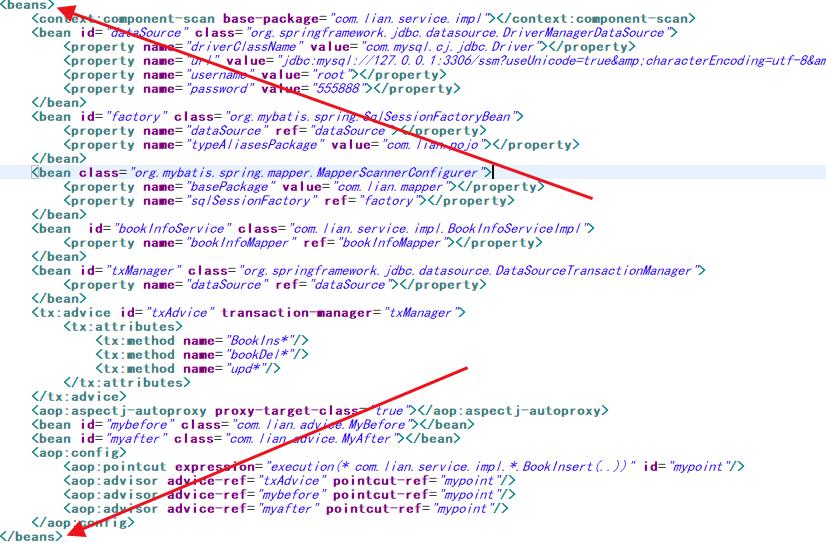 <beans>
<context:component-scan base-package="com.lian.service.impl"></context:component-scan>
<bean id="dataSource" class="org.springframework.jdbc.datasource.DriverManagerDataSource">
<property name="driverClassName" value="com.mysql.cj.jdbc.Driver"></property>
<property name="url" value="jdbc:mysql://127.0.0.1:3306/ssm?useUnicode=true&amp;characterEncoding=utf-8&am
<property name="username" value="root"></property>
<property name="password" value="555888"></property>
</bean>
<bean id="factory" class="org.mybatis.spring.SqlSessionFactoryBean">
<property name="dataSource" ref="dataSource"></property>
<property name="typeAliasesPackage" value="com.lian.pojo"></property>
</bean>
<bean class="org.mybatis.spring.mapper.MapperScannerConfigurer">
<property name="basePackage" value="com.lian.mapper"></property>
<property name="sqlSessionFactory" ref="factory"></property>
</bean>
<bean  id="bookInfoService" class="com.lian.service.impl.BookInfoServiceImpl">
<property name="bookInfoMapper" ref="bookInfoMapper"></property>
</bean>
<bean id="txManager" class="org.springframework.jdbc.datasource.DataSourceTransactionManager">
<property name="dataSource" ref="dataSource"></property>
</bean>
<tx:advice id="txAdvice" transaction-manager="txManager">
<tx:attributes>
<tx:method name="BookIns*"/>
<tx:method name="bookDel*"/>
<tx:method name="upd*"/>
</tx:attributes>
</tx:advice>
<aop:aspectj-autoproxy proxy-target-class="true"></aop:aspectj-autoproxy>
<bean id="mybefore" class="com.lian.advice.MyBefore"></bean>
<bean id="myafter" class="com.lian.advice.MyAfter"></bean>
<aop:config>
<aop:pointcut expression="execution(* com.lian.service.impl.*.BookInsert(..))" id="mypoint"/>
<aop:advisor advice-ref="txAdvice" pointcut-ref="mypoint"/>
<aop:advisor advice-ref="mybefore" pointcut-ref="mypoint"/>
<aop:advisor advice-ref="myafter" pointcut-ref="mypoint"/>
</aop:config>
</beans>